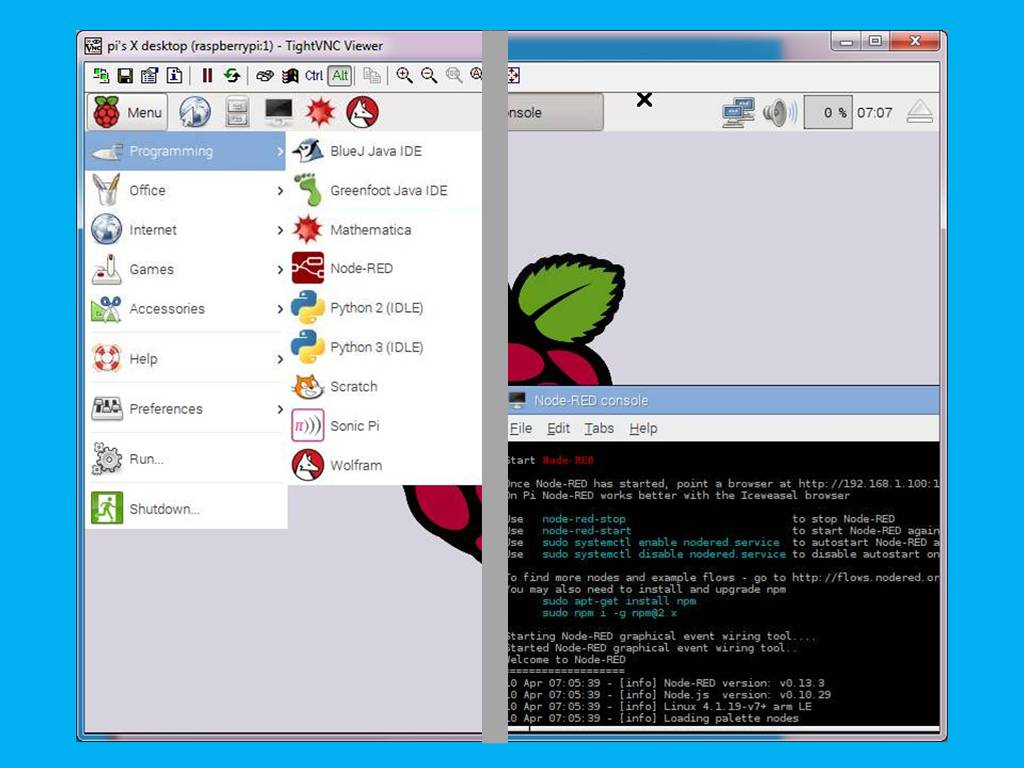 pi's X desktop (raspberrypi:1) - TightVNC Viewer
Ctrl Alt
Menu
nsole
0 % 07:07
Programming
Office
Internet
Games
Accessories
Help
Preferences
Run...
Shutdown...
BlueJ Java IDE
Greenfoot Java IDE
Mathematica
Node-RED
Python 2 (IDLE)
Python 3 (IDLE)
Scratch
Sonic Pi
Wolfram
Node-RED console
File Edit Tabs Help
Start Node-RED
Once Node-RED has started, point a browser at http://192.168.1.100:1
On Pi Node-RED works better with the Iceweasel browser
Use node-red-stop to stop Node-RED
Use node-red-start to start Node-RED again
Use sudo systemctl enable nodered.service to autostart Node-RED a
Use sudo systemctl disable nodered.service to disable autostart on
To find more nodes and example flows - go to http://flows.nodered.or
You may also need to install and upgrade npm
sudo apt-get install npm
sudo npm i -g npm@2.x
Starting Node-RED graphical event wiring tool....
Started Node-RED graphical event wiring tool..
Welcome to Node-RED
===================
10 Apr 07:05:39 - [info] Node-RED version: v0.13.3
10 Apr 07:05:39 - [info] Node.js version: v0.10.29
10 Apr 07:05:39 - [info] Linux 4.1.19-v7+ arm LE
10 Apr 07:05:39 - [info] Loading palette nodes